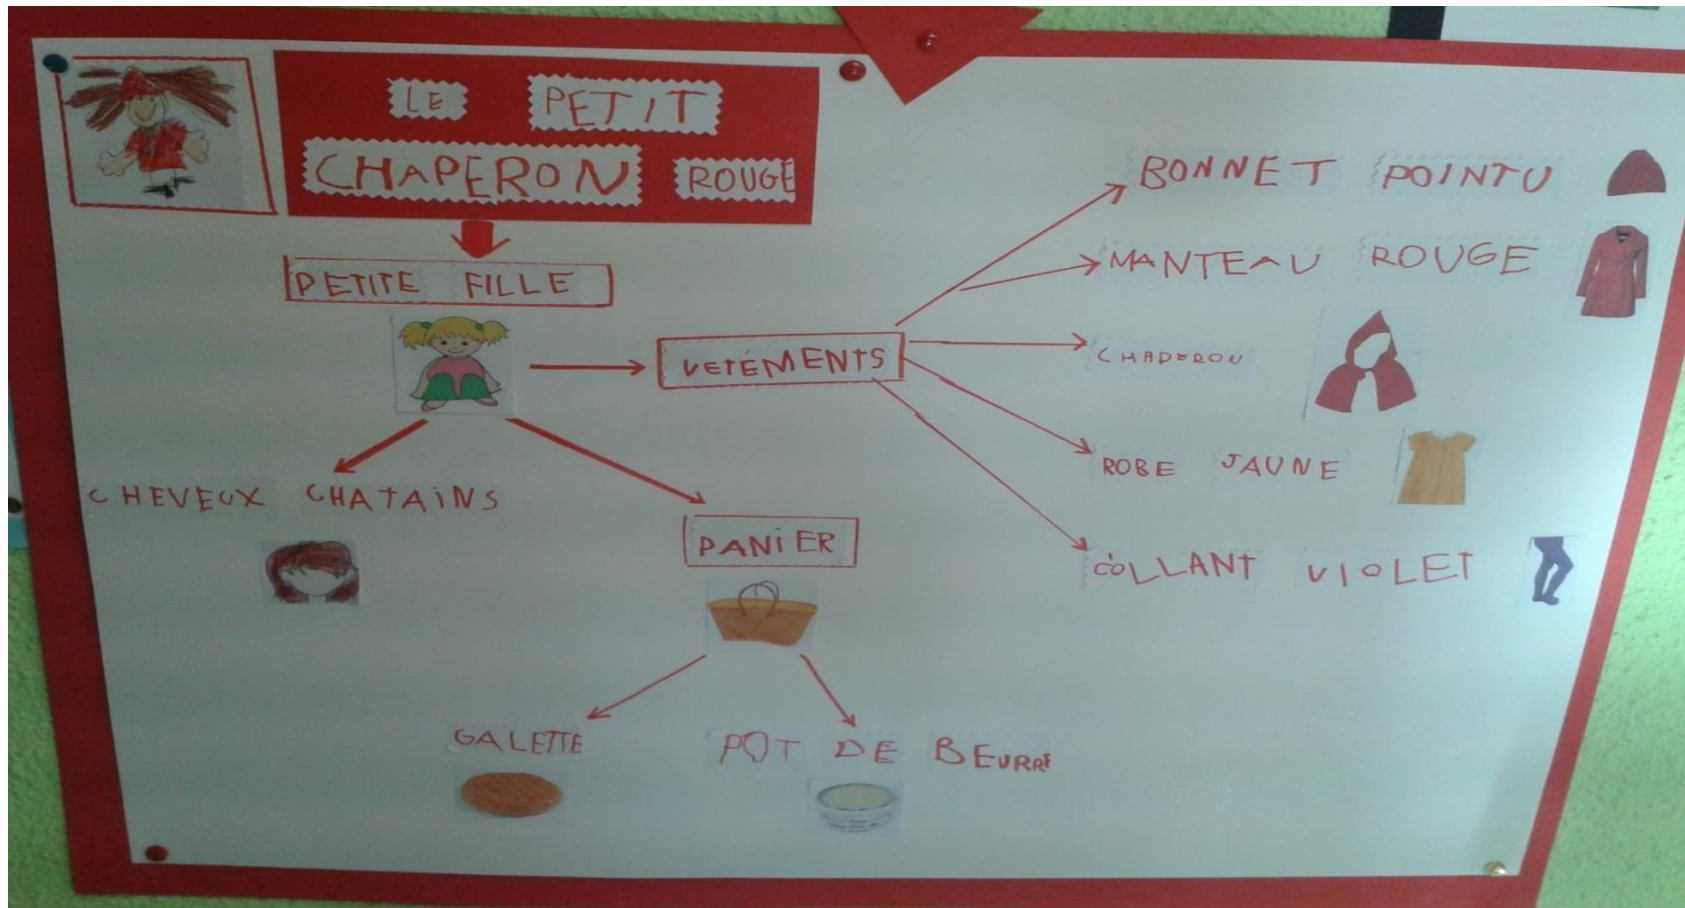 LE PETIT
CHAPERON ROUGE
PETITE FILLE
VETÉMENTS
BONNET POINTU
MANTEAU ROUGE
CHAPERON
ROBE JAUNE
COLLANT VIOLET
CHEVEUX CHATAINS
PANIER
GALETTE
POT DE BEURRE